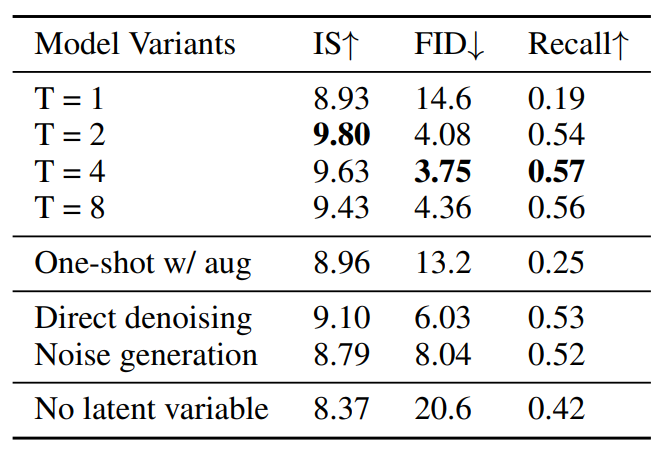 Model Variants IS↑ FID↓ Recall↑
T = 1 8.93 14.6 0.19
T = 2 9.80 4.08 0.54
T = 4 9.63 3.75 0.57
T = 8 9.43 4.36 0.56
One-shot w/ aug 8.96 13.2 0.25
Direct denoising 9.10 6.03 0.53
Noise generation 8.79 8.04 0.52
No latent variable 8.37 20.6 0.42